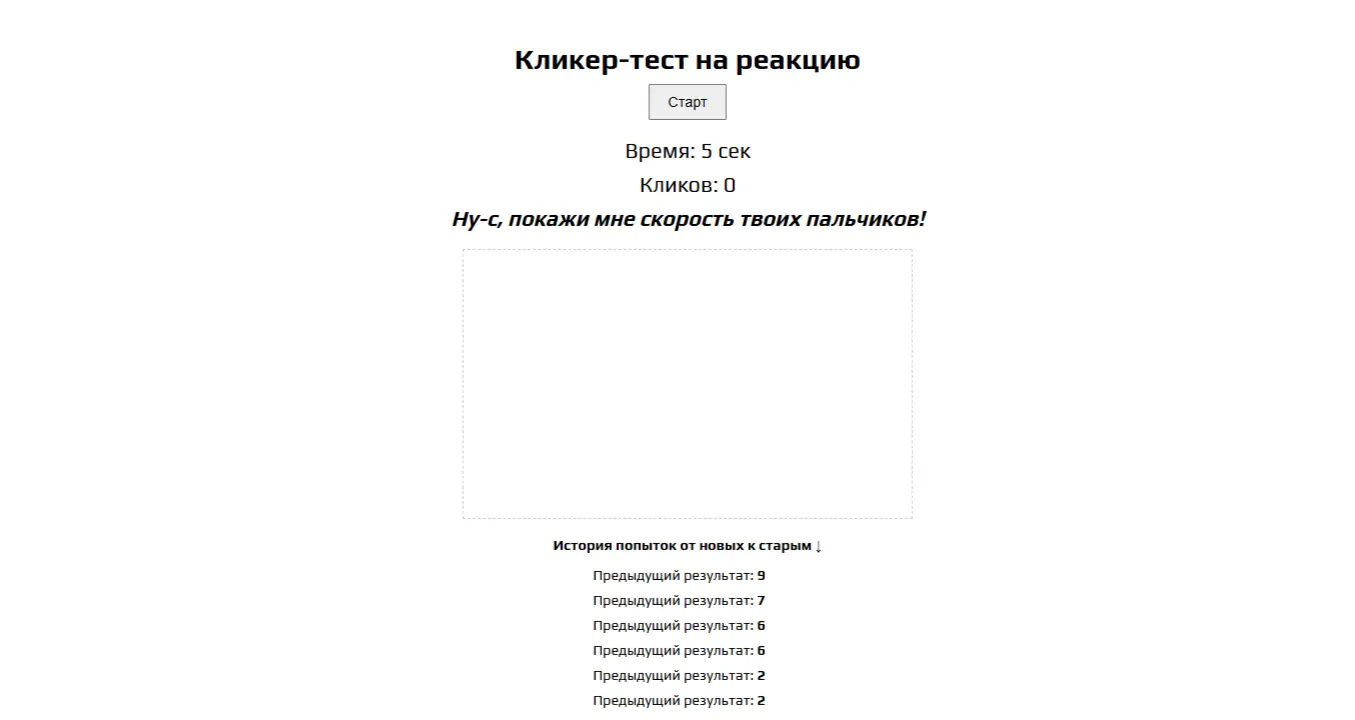 Кликер-тест на реакцию
Старт
Время: 5 сек
Кликов: 0
Ну-с, покажи мне скорость твоих пальчиков!
История попыток от новых к старым ↓
Предыдущий результат: 9
Предыдущий результат: 7
Предыдущий результат: 6
Предыдущий результат: 6
Предыдущий результат: 2
Предыдущий результат: 2